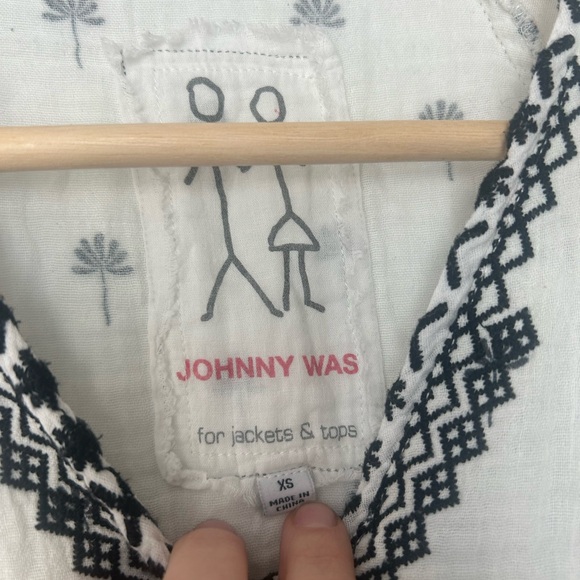 JOHNNY WAS
for jackets & tops
XS
MADE IN
CHINA